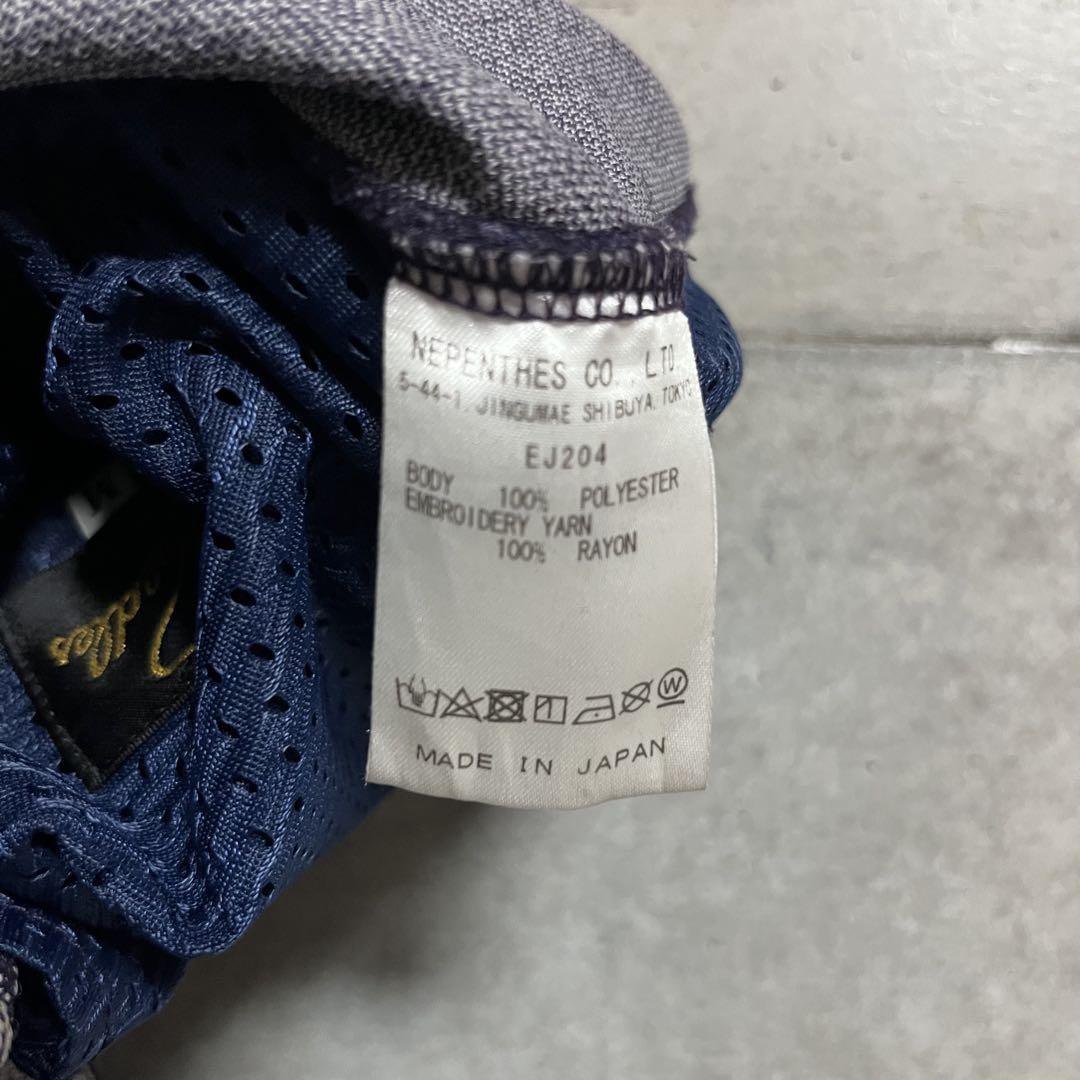 NEPENTHES CO., LTD
5-44-1, JINGUMAE SHIBUYA, TOKYO
EJ204
BODY 100% POLYESTER
EMBROIDERY YARN
100% RAYON
W
MADE IN JAPAN